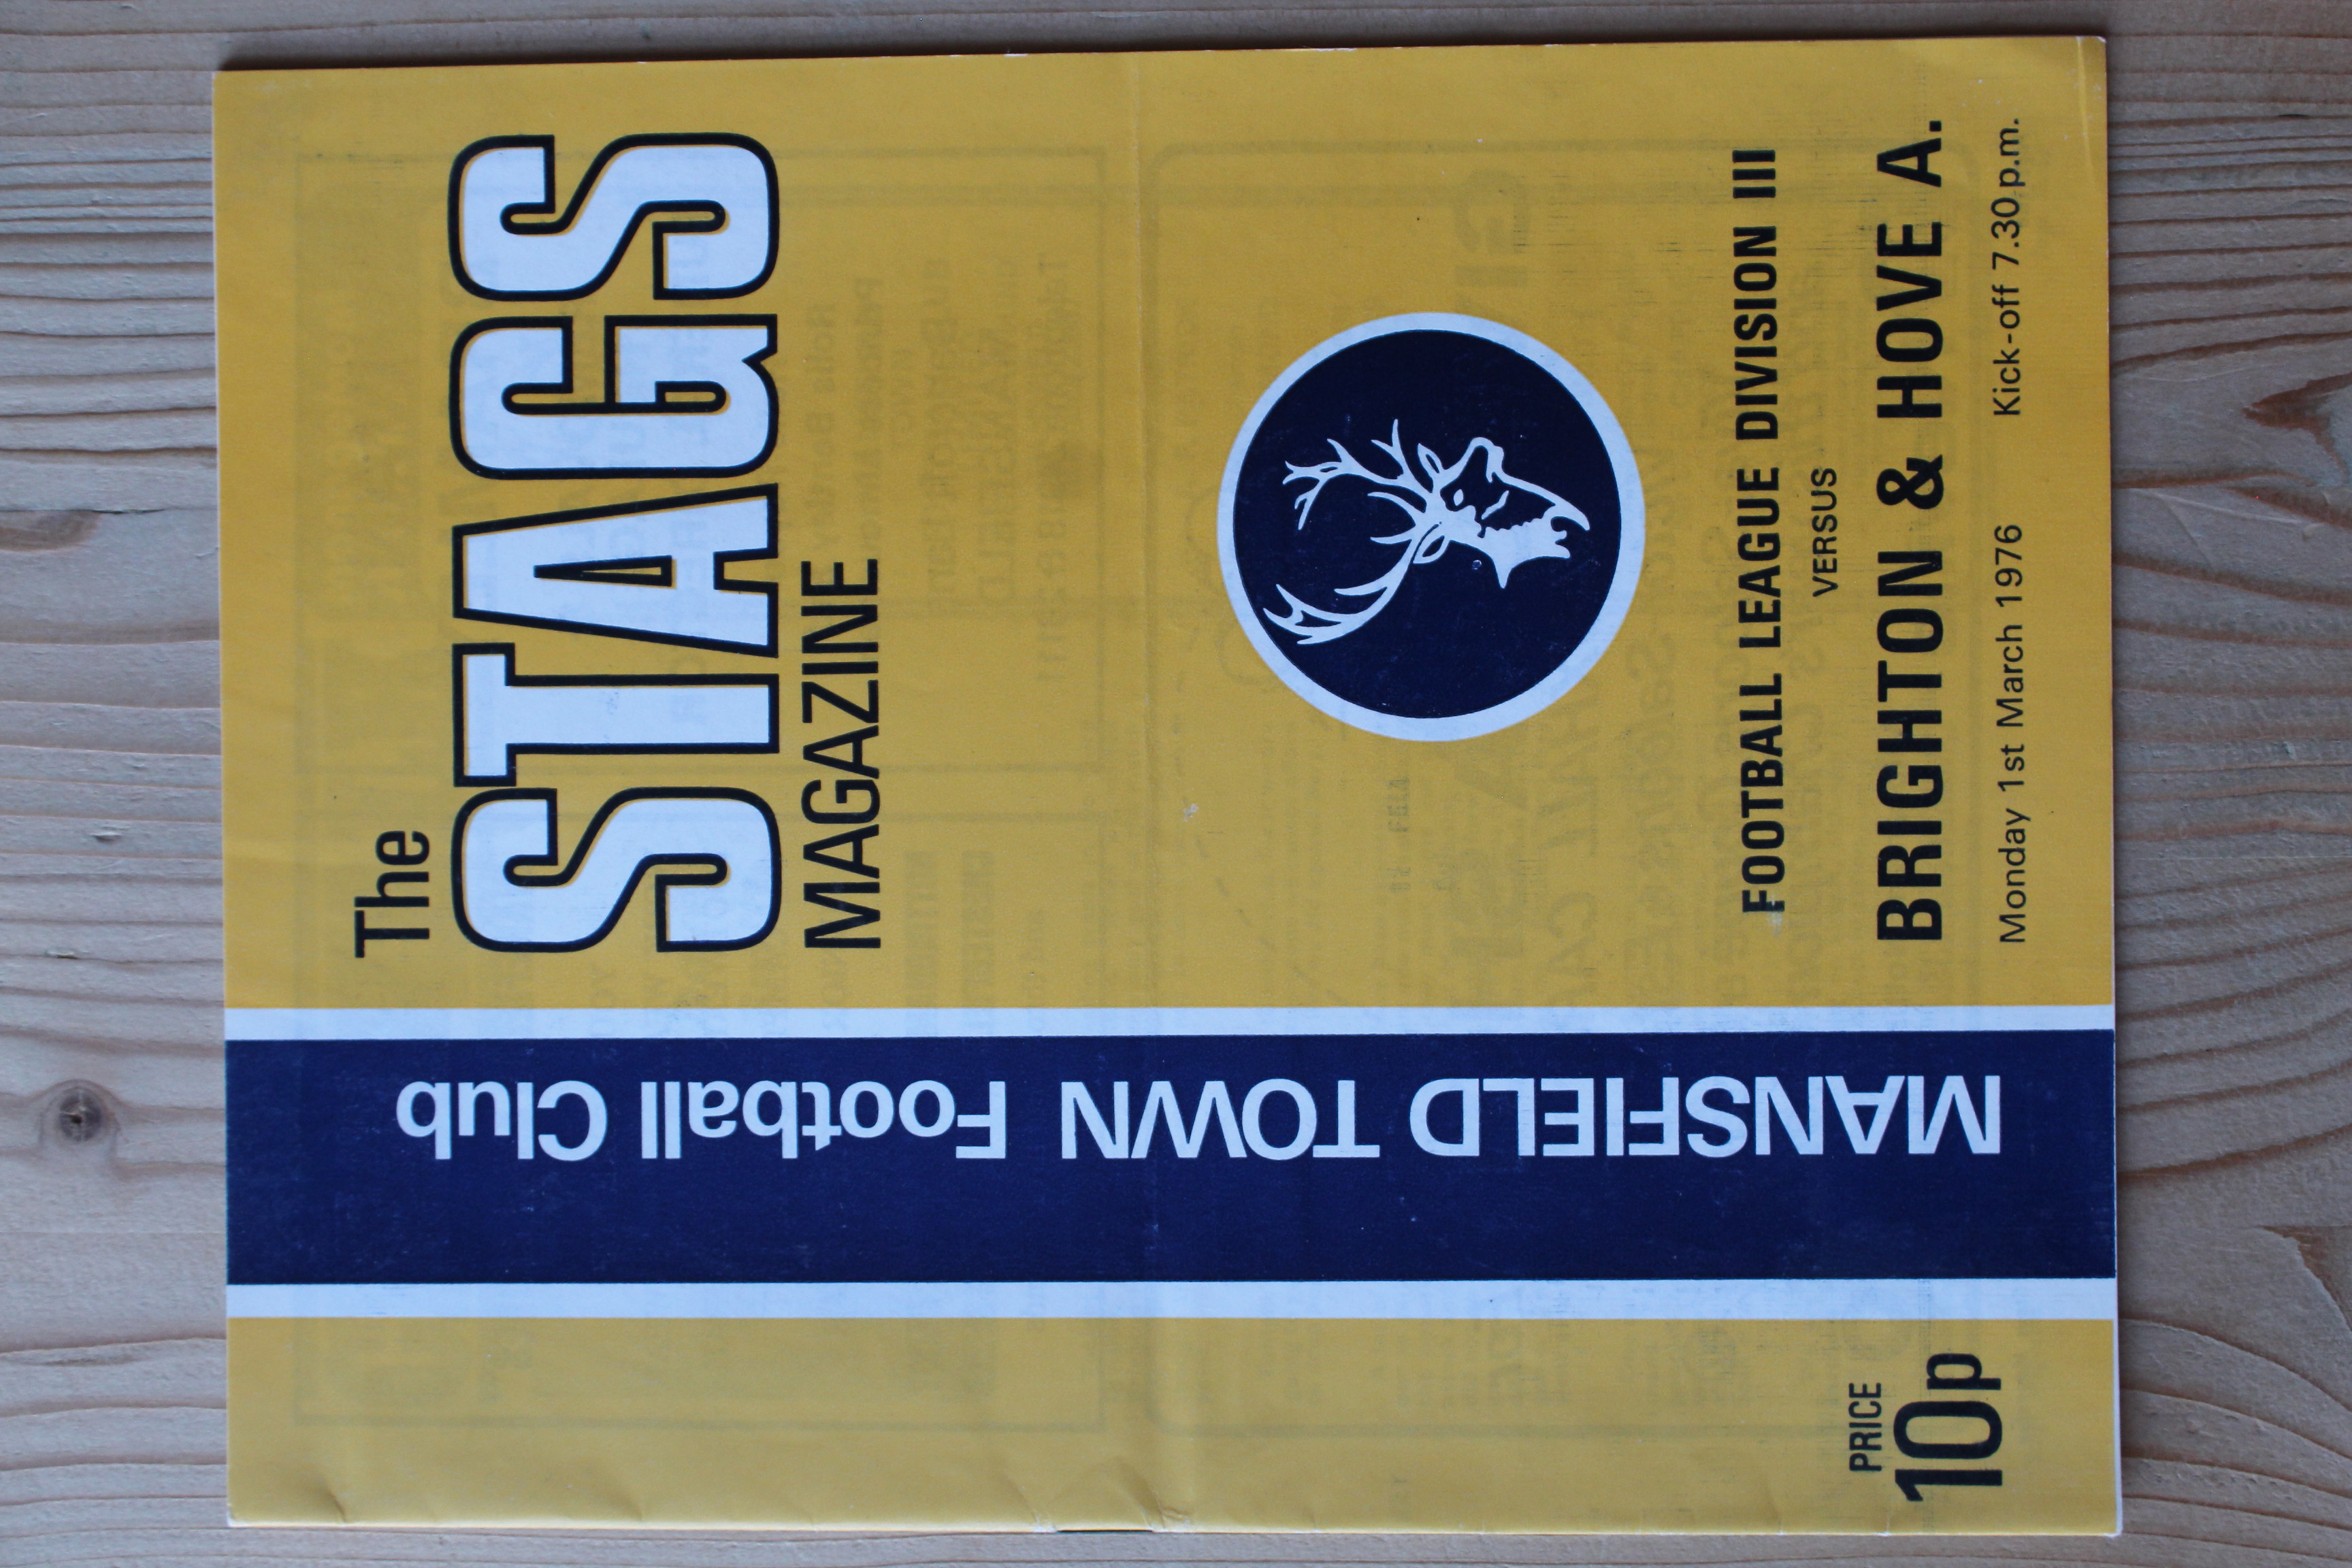 The
STAGS
MAGAZINE
MANSFIELD TOWN Football Club
FOOTBALL LEAGUE DIVISION III
VERSUS
BRIGHTON & HOVE A.
Monday 1st March 1976 Kick-off 7.30p.m.
PRICE
10p